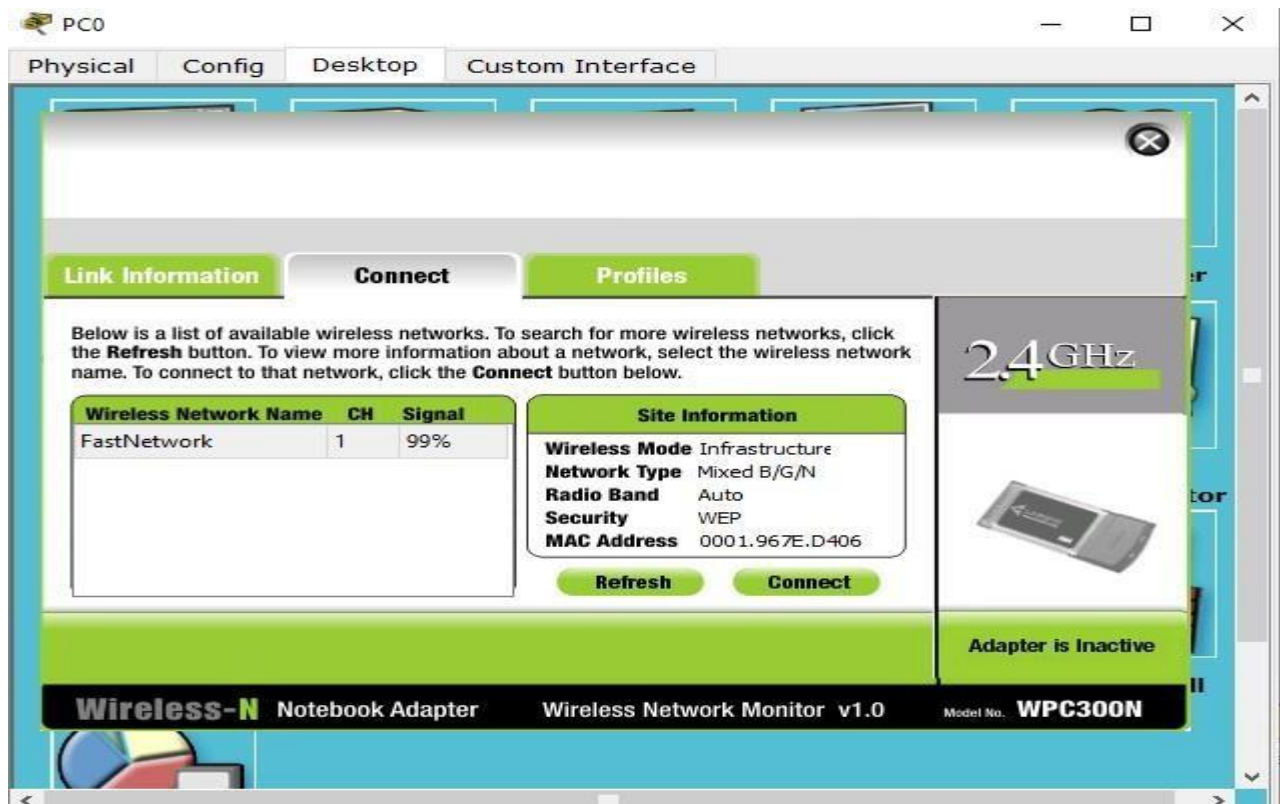 PC0
Physical Config Desktop Custom Interface
Link Information Connect Profiles
Below is a list of available wireless networks. To search for more wireless networks, click
the Refresh button. To view more information about a network, select the wireless network
name. To connect to that network, click the Connect button below.
2.4GHz
Wireless Network Name CH Signal
FastNetwork 1 99%
Site Information
Wireless Mode Infrastructure
Network Type Mixed B/G/N
Radio Band Auto
Security WEP
MAC Address 0001.967E.D406
Refresh Connect
Adapter is Inactive
Wireless-N Notebook Adapter Wireless Network Monitor v1.0 Model No. WPC300N